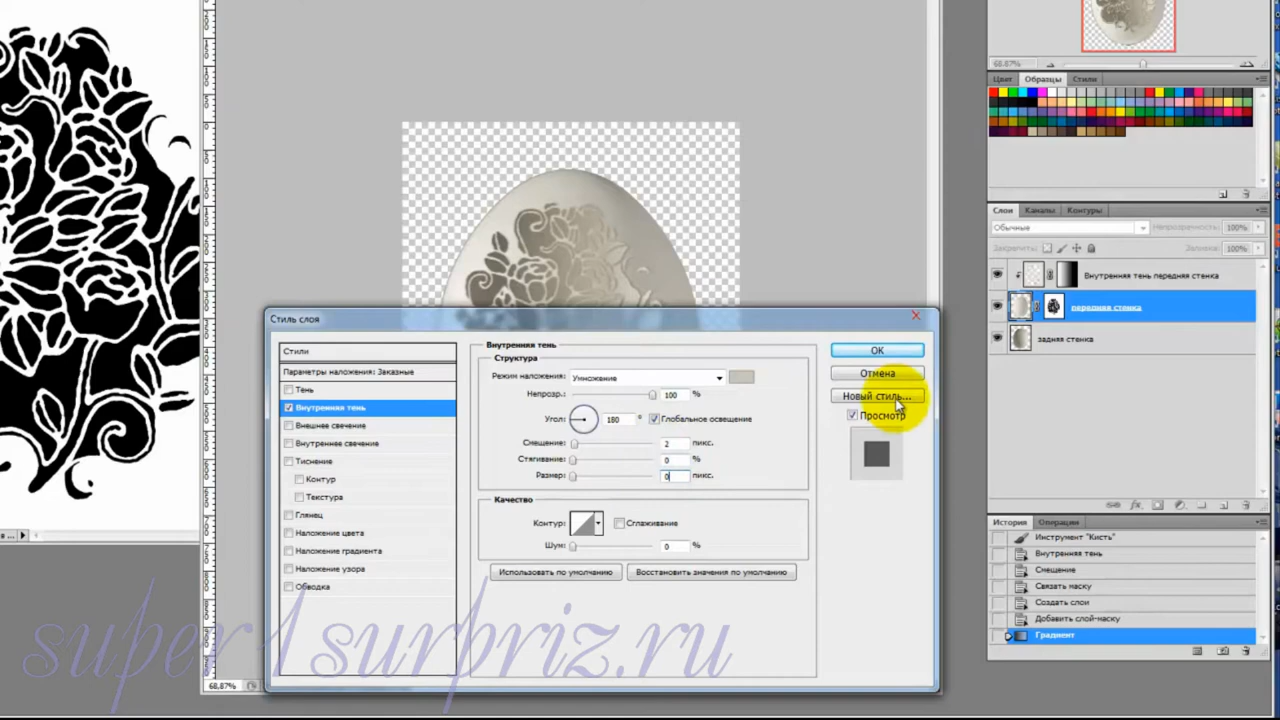 68,87%
Цвет Образцы Стили
Слои Каналы Контуры
Обычные Непрозрачность: 100%
Закрепить: Заливка: 100%
Внутренняя тень передняя стенка
передняя стенка
задняя стенка
История Операции
Инструмент "Кисть"
Внутренняя тень
Смещение
Связать маску
Создать слои
Добавить слой-маску
Градиент
Стиль слоя
Стили
Параметры наложения: Заказные
Тень
Внутренняя тень
Внешнее свечение
Внутреннее свечение
Тиснение
Контур
Текстура
Глянец
Наложение цвета
Наложение градиента
Наложение узора
Обводка
Внутренняя тень
Структура
Режим наложения: Умножение
Непрозр.: 100 %
Угол: 180 ° Глобальное освещение
Смещение: 2 пикс.
Стягивание: 0 %
Размер: 0 пикс.
Качество
Контур: Сглаживание
Шум: 0 %
Использовать по умолчанию Восстановить значения по умолчанию
OK
Отмена
Новый стиль...
Просмотр
68,87%
super1surpriz.ru